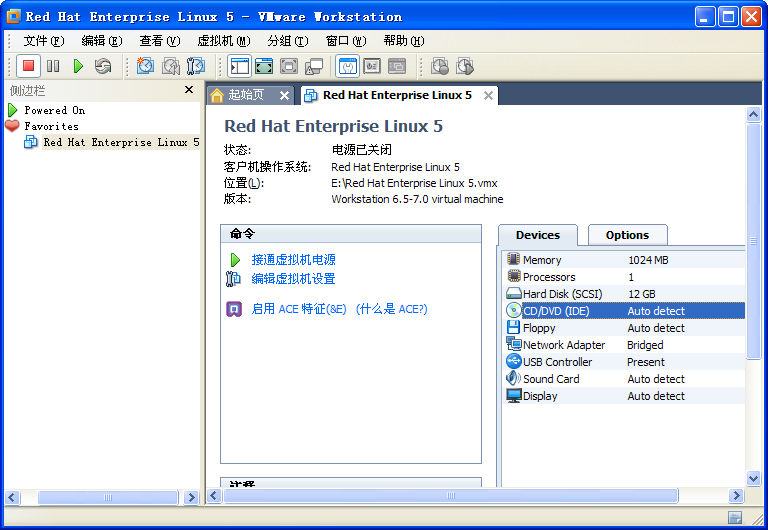 Red Hat Enterprise Linux 5 - VMware Workstation
文件(F) 编辑(E) 查看(V) 虚拟机(M) 分组(T) 窗口(W) 帮助(H)
侧边栏
Powered On
Favorites
Red Hat Enterprise Linux 5
起始页 Red Hat Enterprise Linux 5
Red Hat Enterprise Linux 5
状态: 电源已关闭
客户机操作系统: Red Hat Enterprise Linux 5
位置(L): E:\Red Hat Enterprise Linux 5.vmx
版本: Workstation 6.5-7.0 virtual machine
命令
接通虚拟机电源
编辑虚拟机设置
启用 ACE 特征(&E) (什么是 ACE?)
注释
Devices Options
Memory 1024 MB
Processors 1
Hard Disk (SCSI) 12 GB
CD/DVD (IDE) Auto detect
Floppy Auto detect
Network Adapter Bridged
USB Controller Present
Sound Card Auto detect
Display Auto detect